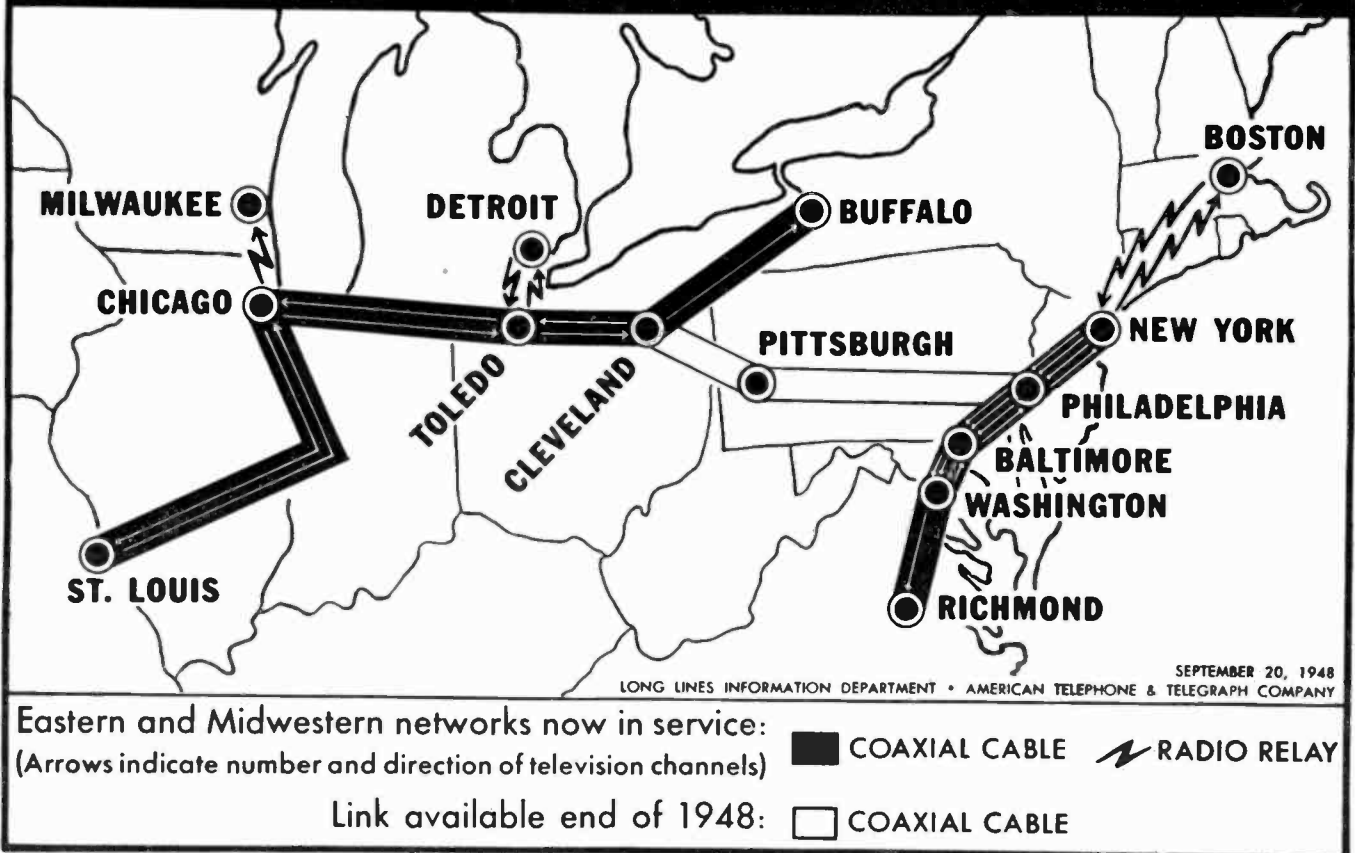 BOSTON
MILWAUKEE
DETROIT
BUFFALO
CHICAGO
PITTSBURGH
NEW YORK
TOLEDO
CLEVELAND
PHILADELPHIA
BALTIMORE
WASHINGTON
ST. LOUIS
RICHMOND
SEPTEMBER 20, 1948
LONG LINES INFORMATION DEPARTMENT • AMERICAN TELEPHONE & TELEGRAPH COMPANY
Eastern and Midwestern networks now in service:
(Arrows indicate number and direction of television channels)
COAXIAL CABLE
RADIO RELAY
Link available end of 1948:
COAXIAL CABLE